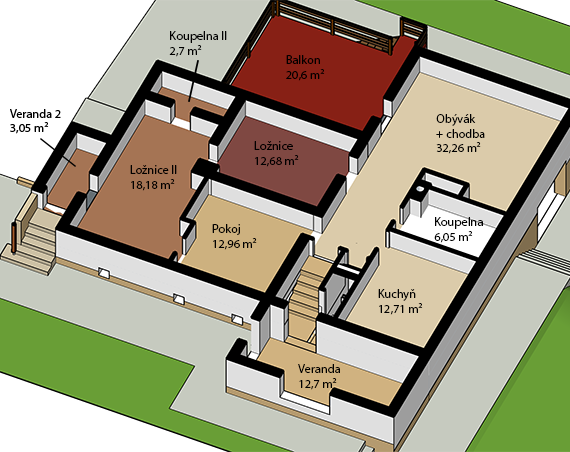 Koupelna II
2,7 m²
Balkon
20,6 m²
Veranda 2
3,05 m²
Obývák
+ chodba
32,26 m²
Ložnice
12,68 m²
Ložnice II
18,18 m²
Pokoj
12,96 m²
Koupelna
6,05 m²
Kuchyň
12,71 m²
Veranda
12,7 m²